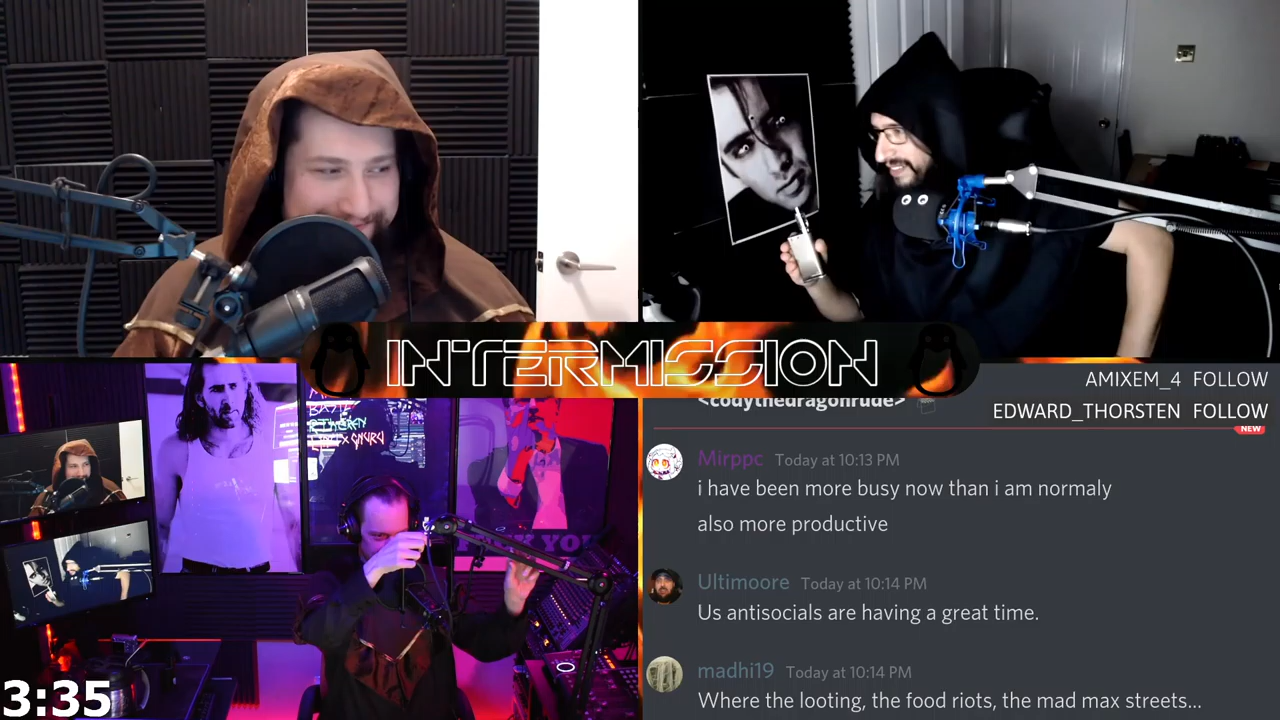 INTERMISSION
AMIXEM_4 FOLLOW
EDWARD_THORSTEN FOLLOW
<codythedragonrude>
NEW
Mirppc Today at 10:13 PM
i have been more busy now than i am normaly
also more productive
Ultimoore Today at 10:14 PM
Us antisocials are having a great time.
madhi19 Today at 10:14 PM
Where the looting, the food riots, the mad max streets...
3:35